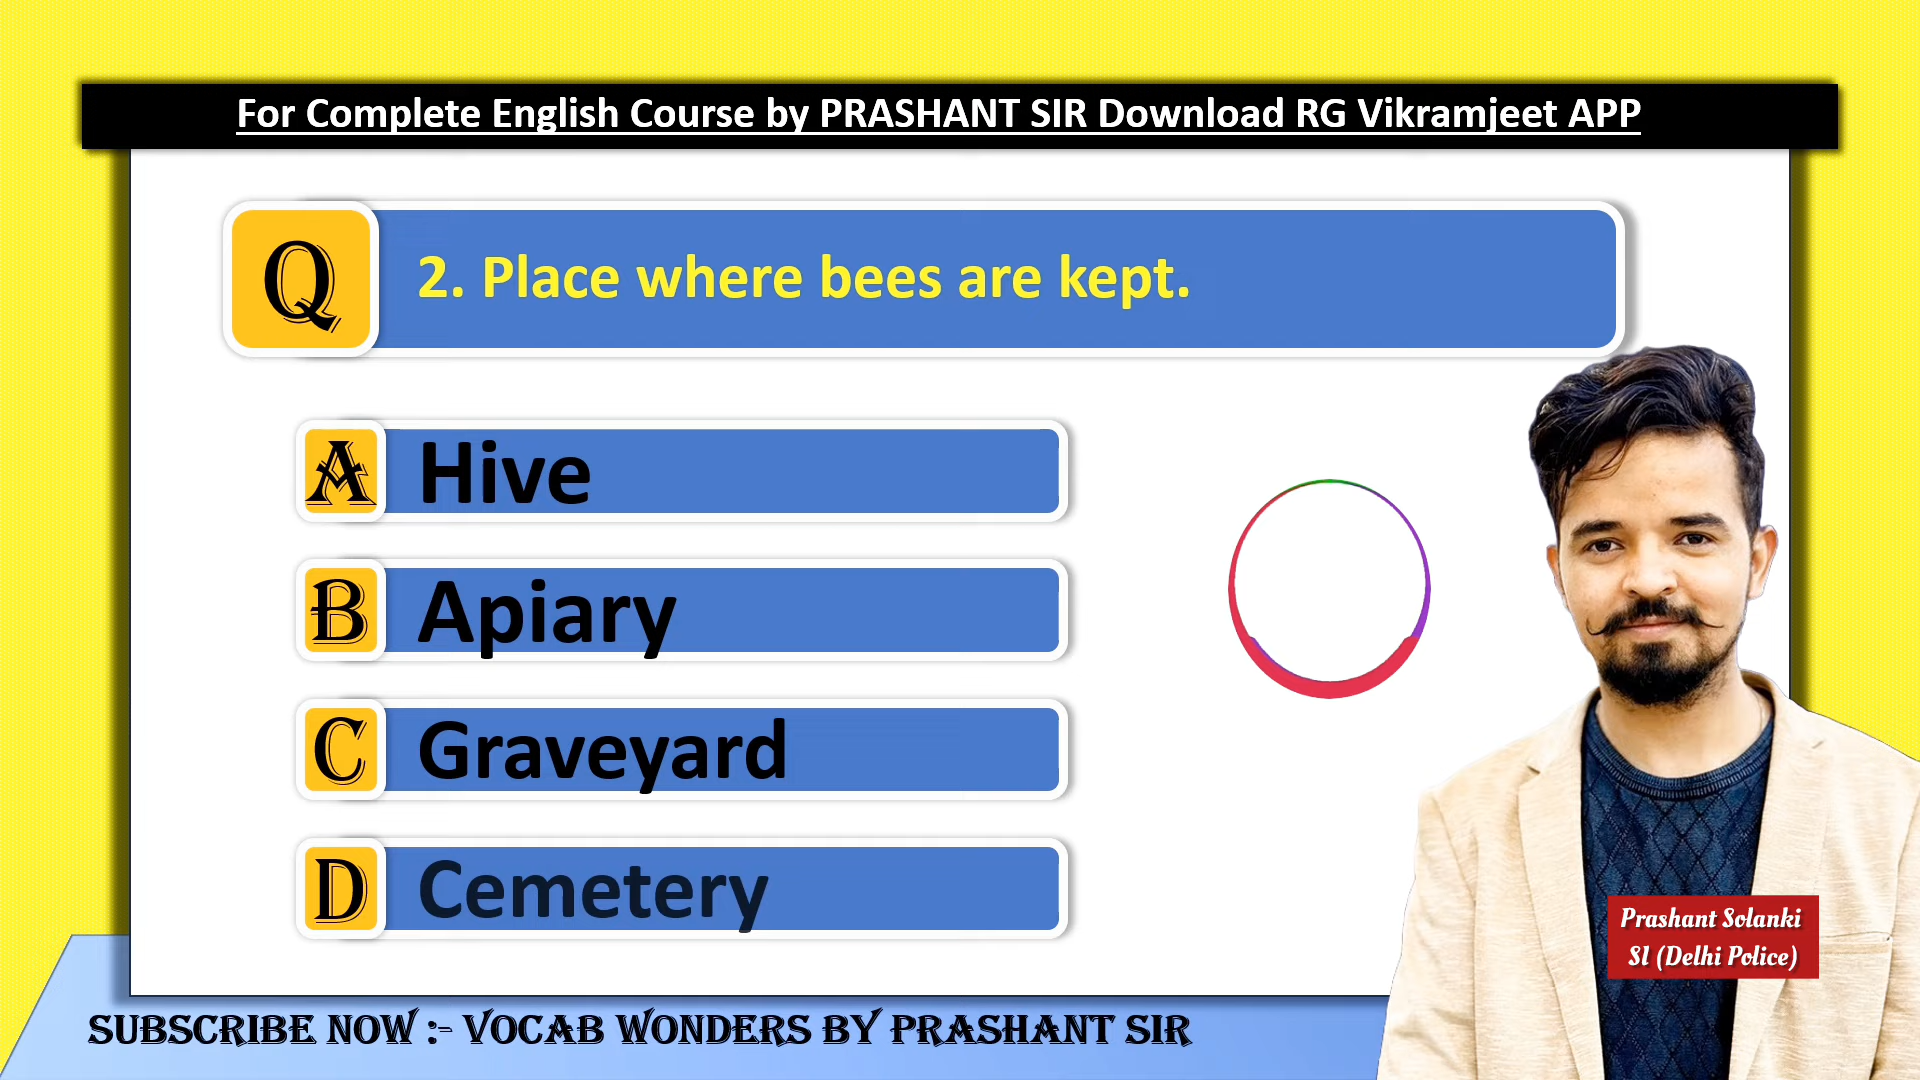 For Complete English Course by PRASHANT SIR Download RG Vikramjeet APP
Q
2. Place where bees are kept.
A Hive
B Apiary
C Graveyard
D Cemetery
Prashant Solanki
SI (Delhi Police)
SUBSCRIBE NOW :- VOCAB WONDERS BY PRASHANT SIR